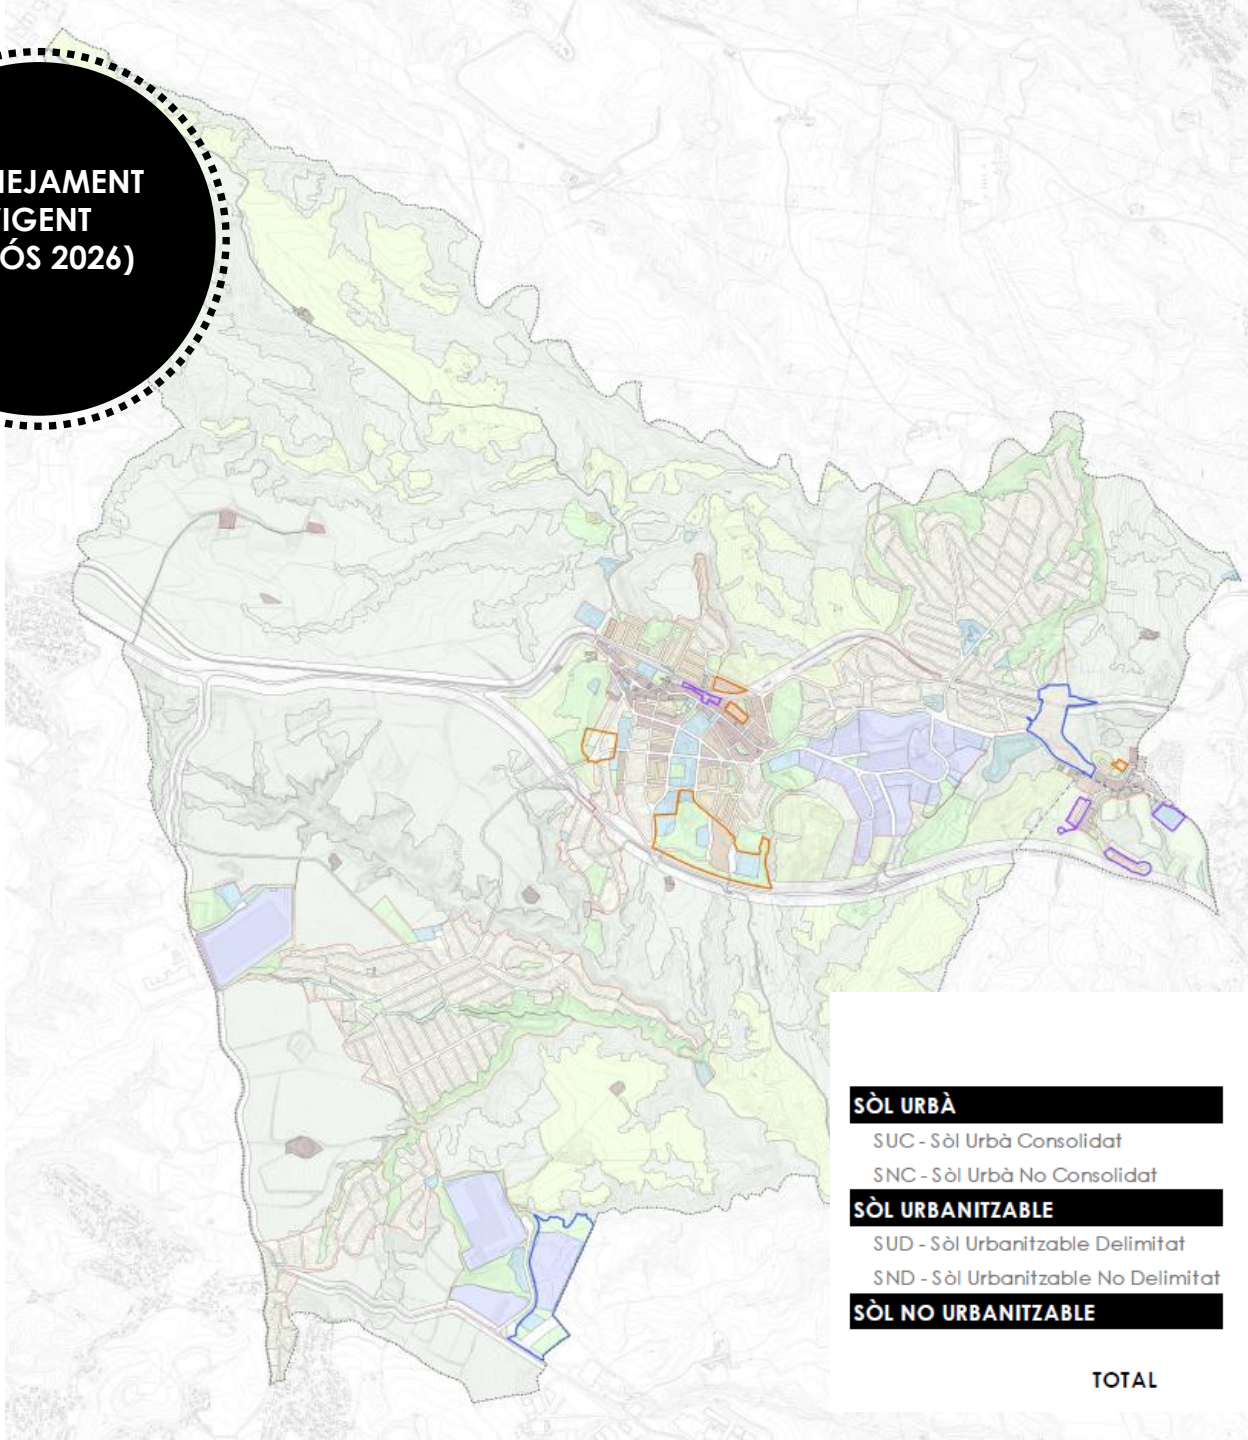 NEJAMENT
VIGENT
ÓS 2026)
SÒL URBÀ
SUC - Sòl Urbà Consolidat
SNC - Sòl Urbà No Consolidat
SÒL URBANITZABLE
SUD - Sòl Urbanitzable Delimitat
SND - Sòl Urbanitzable No Delimitat
SÒL NO URBANITZABLE
TOTAL